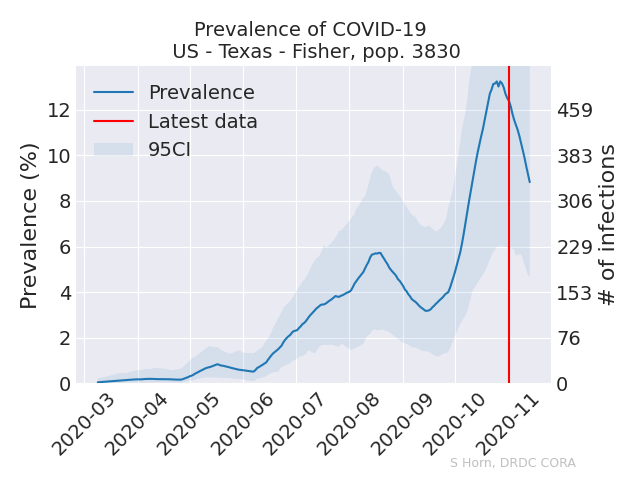 Prevalence of COVID-19
US - Texas - Fisher, pop. 3830
Prevalence
Latest data
95CI
Prevalence (%)
12
10
8
6
4
2
0
# of infections
459
383
306
229
153
76
0
2020-03
2020-04
2020-05
2020-06
2020-07
2020-08
2020-09
2020-10
2020-11
S Horn, DRDC CORA